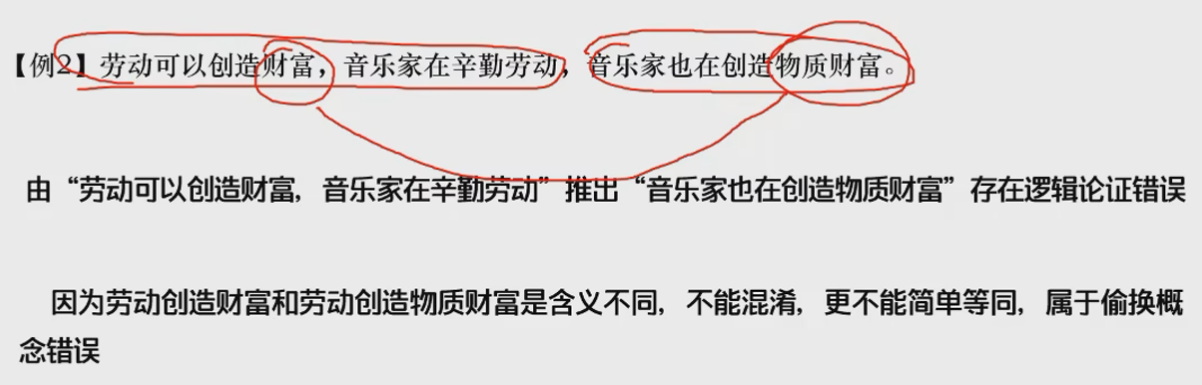 【例2】劳动可以创造财富，音乐家在辛勤劳动，音乐家也在创造物质财富。
由“劳动可以创造财富，音乐家在辛勤劳动”推出“音乐家也在创造物质财富”存在逻辑论证错误
因为劳动创造财富和劳动创造物质财富是含义不同，不能混淆，更不能简单等同，属于偷换概
念错误